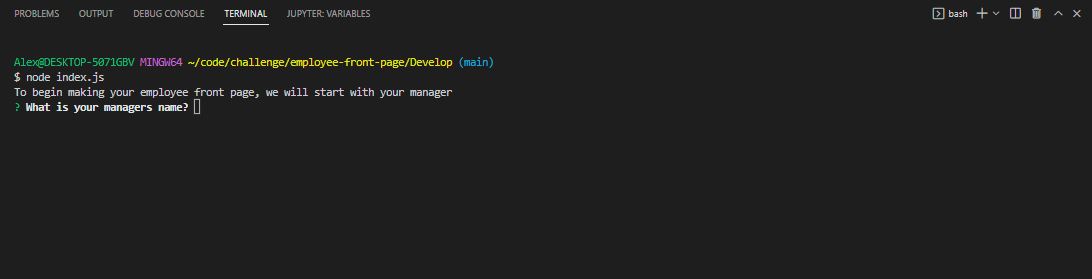 PROBLEMS OUTPUT DEBUG CONSOLE TERMINAL JUPYTER: VARIABLES bash
Alex@DESKTOP-5071GBV MINGW64 ~/code/challenge/employee-front-page/Develop (main)
$ node index.js
To begin making your employee front page, we will start with your manager
? What is your managers name?